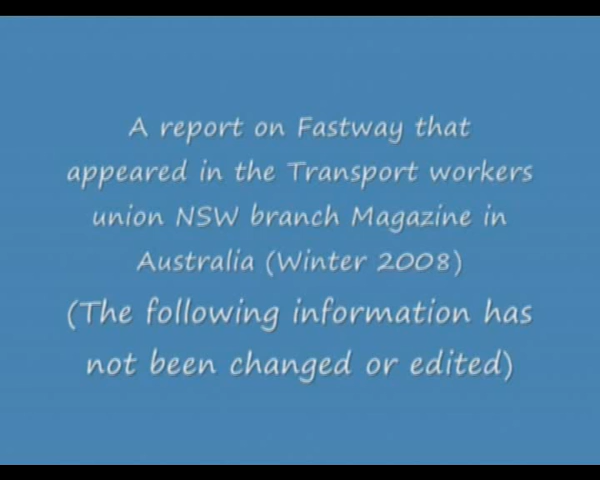 A report on Fastway that
appeared in the Transport workers
union NSW branch Magazine in
Australia (Winter 2008)
(The following information has
not been changed or edited)